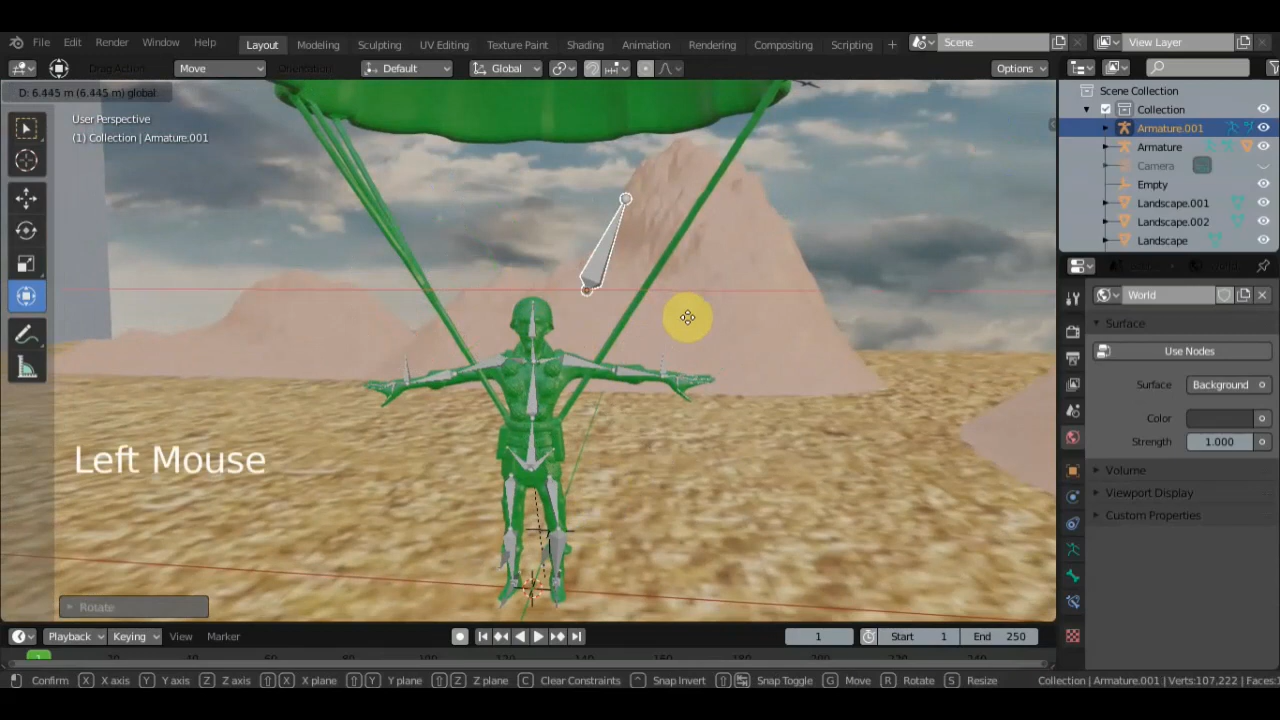 File Edit Render Window Help Layout Modeling Sculpting UV Editing Texture Paint Shading Animation Rendering Compositing Scripting + Scene View Layer
Drag Action Move Orientation: Default Global Options
D: 6.445 m (6.445 m) global
User Perspective
(1) Collection | Armature.001
Scene Collection
Collection
Armature.001
Armature
Camera
Empty
Landscape.001
Landscape.002
Landscape
World
Surface
Use Nodes
Surface Background
Color
Strength 1.000
Volume
Viewport Display
Custom Properties
Left Mouse
Rotate
Playback Keying View Marker 1 Start 1 End 250
1
Confirm X X axis Y Y axis Z Z axis X X plane Y Y plane Z Z plane C Clear Constraints Snap Invert Snap Toggle G Move R Rotate S Resize Collection | Armature.001 | Verts:107,222 | Faces:1